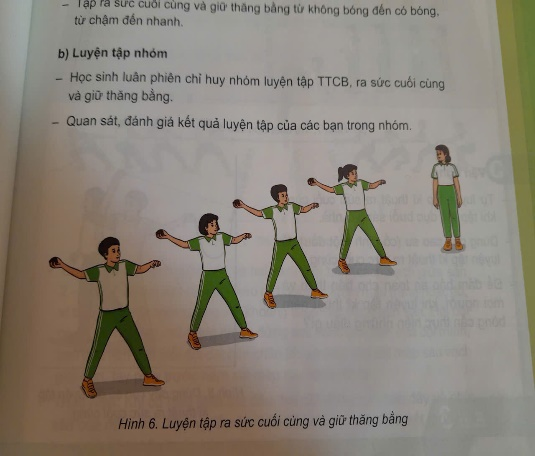 – Tập ra sức cuối cùng và giữ thăng bằng từ không bóng đến có bóng,
từ chậm đến nhanh.
b) Luyện tập nhóm
– Học sinh luân phiên chỉ huy nhóm luyện tập TTCB, ra sức cuối cùng
và giữ thăng bằng.
– Quan sát, đánh giá kết quả luyện tập của các bạn trong nhóm.
Hình 6. Luyện tập ra sức cuối cùng và giữ thăng bằng